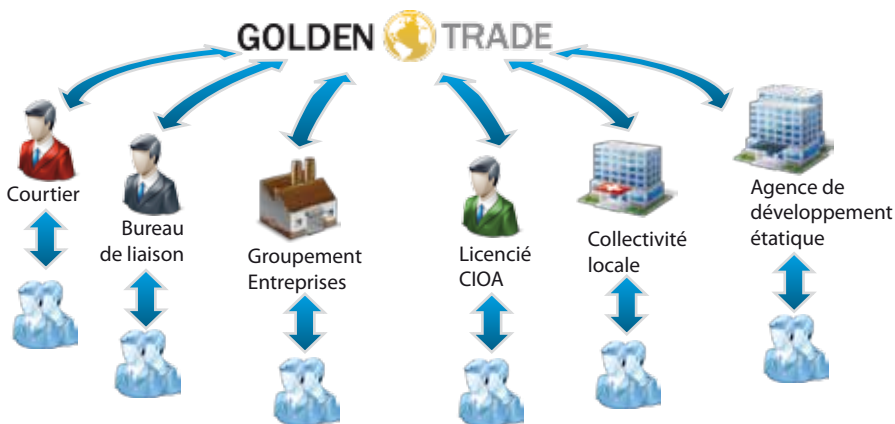 GOLDEN TRADE
Courtier
Bureau
de liaison
Groupement
Entreprises
Licencié
CIOA
Collectivité
locale
Agence de
développement
étatique